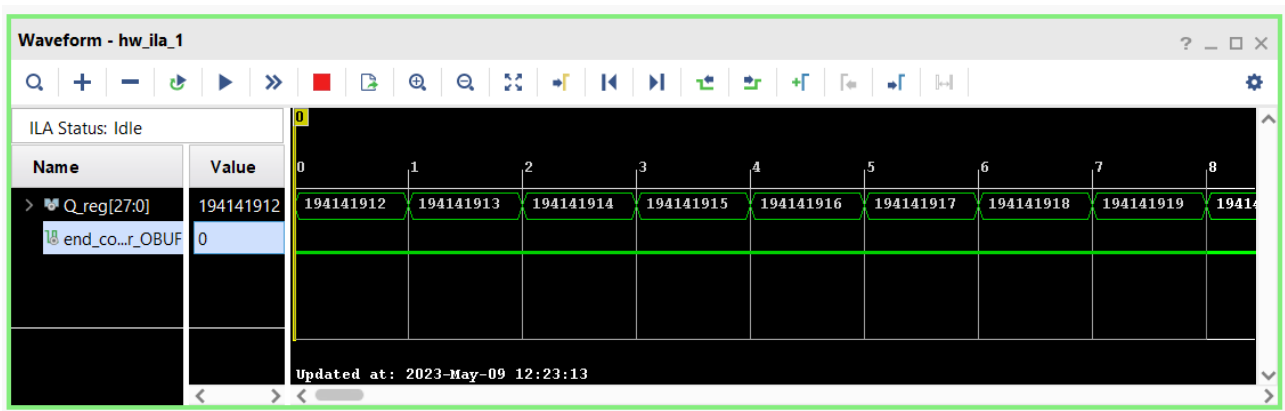 Waveform - hw_ila_1
ILA Status: Idle
Name Value
0
0 1 2 3 4 5 6 7 8
Q_reg[27:0] 194141912 194141912 194141913 194141914 194141915 194141916 194141917 194141918 194141919 19414
end_co...r_OBUF 0
Updated at: 2023-May-09 12:23:13